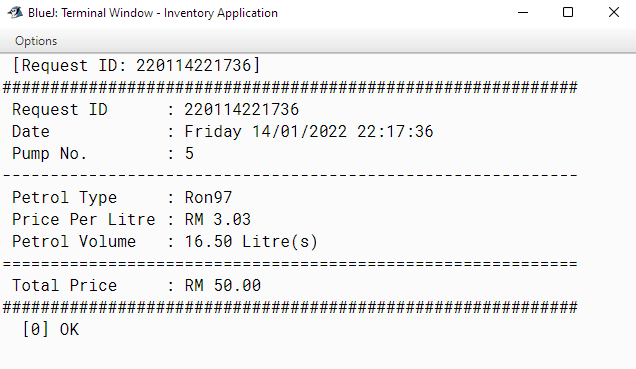 BlueJ: Terminal Window - Inventory Application
Options
[Request ID: 220114221736]
############################################################
Request ID      : 220114221736
Date            : Friday 14/01/2022 22:17:36
Pump No.        : 5
------------------------------------------------------------
Petrol Type     : Ron97
Price Per Litre : RM 3.03
Petrol Volume   : 16.50 Litre(s)
============================================================
Total Price     : RM 50.00
############################################################
[0] OK